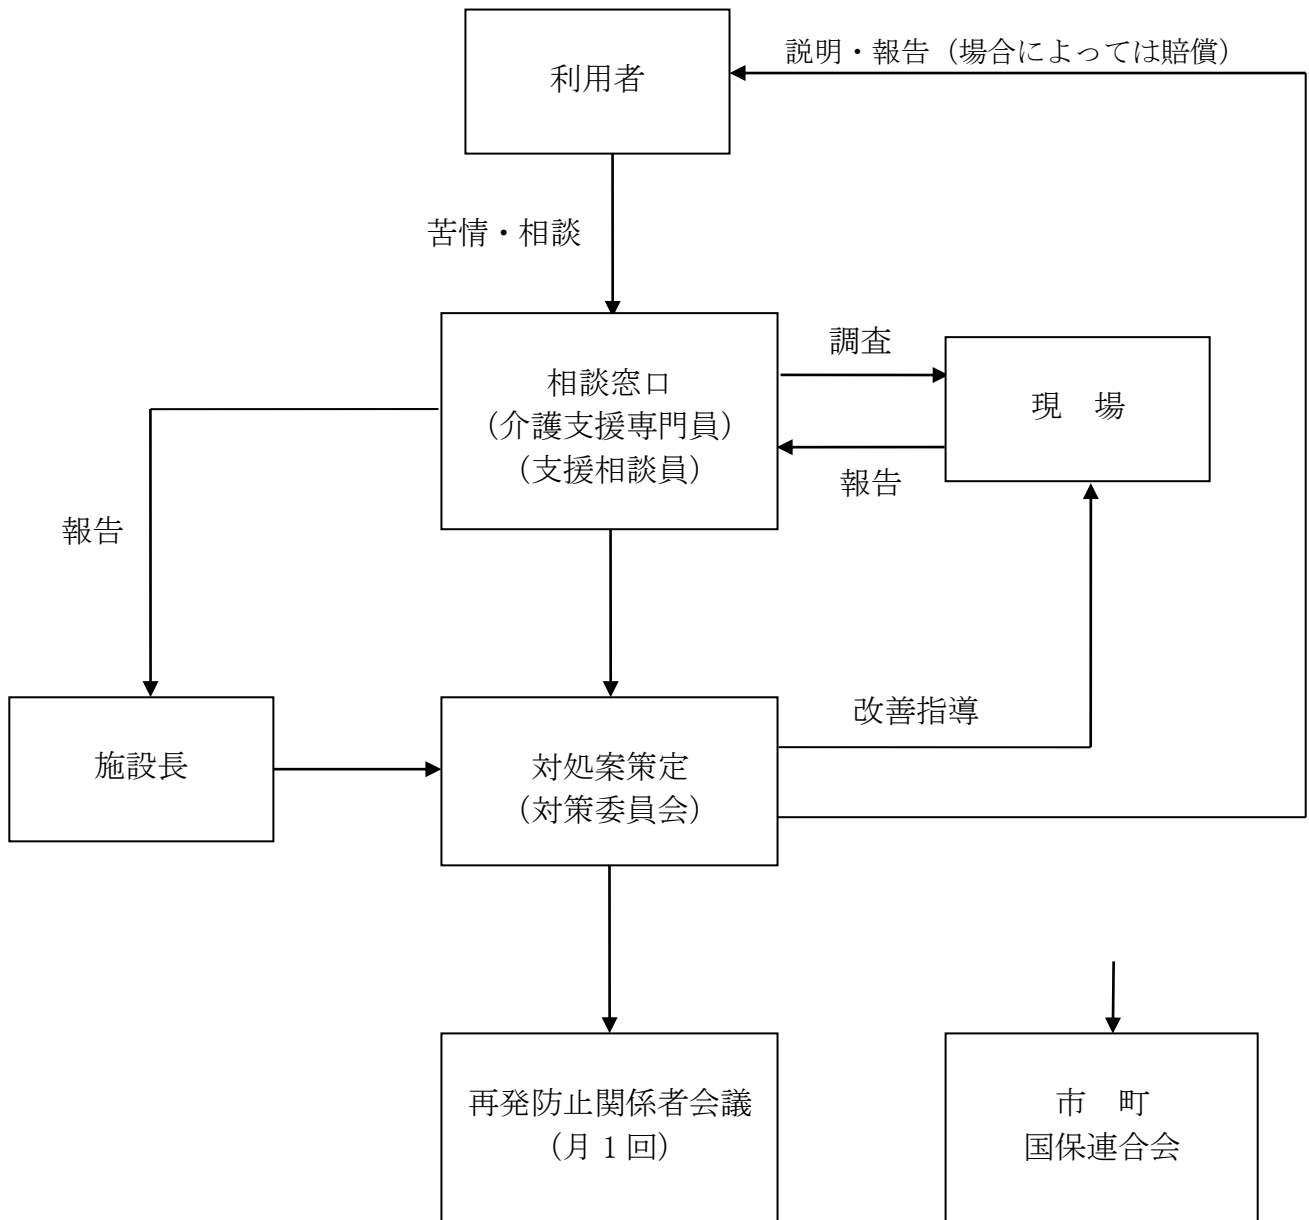 説明・報告（場合によっては賠償）
利用者
苦情・相談
調査
相談窓口
（介護支援専門員）
（支援相談員）
現　場
報告
報告
改善指導
施設長
対処案策定
（対策委員会）
再発防止関係者会議
（月１回）
市　町
国保連合会